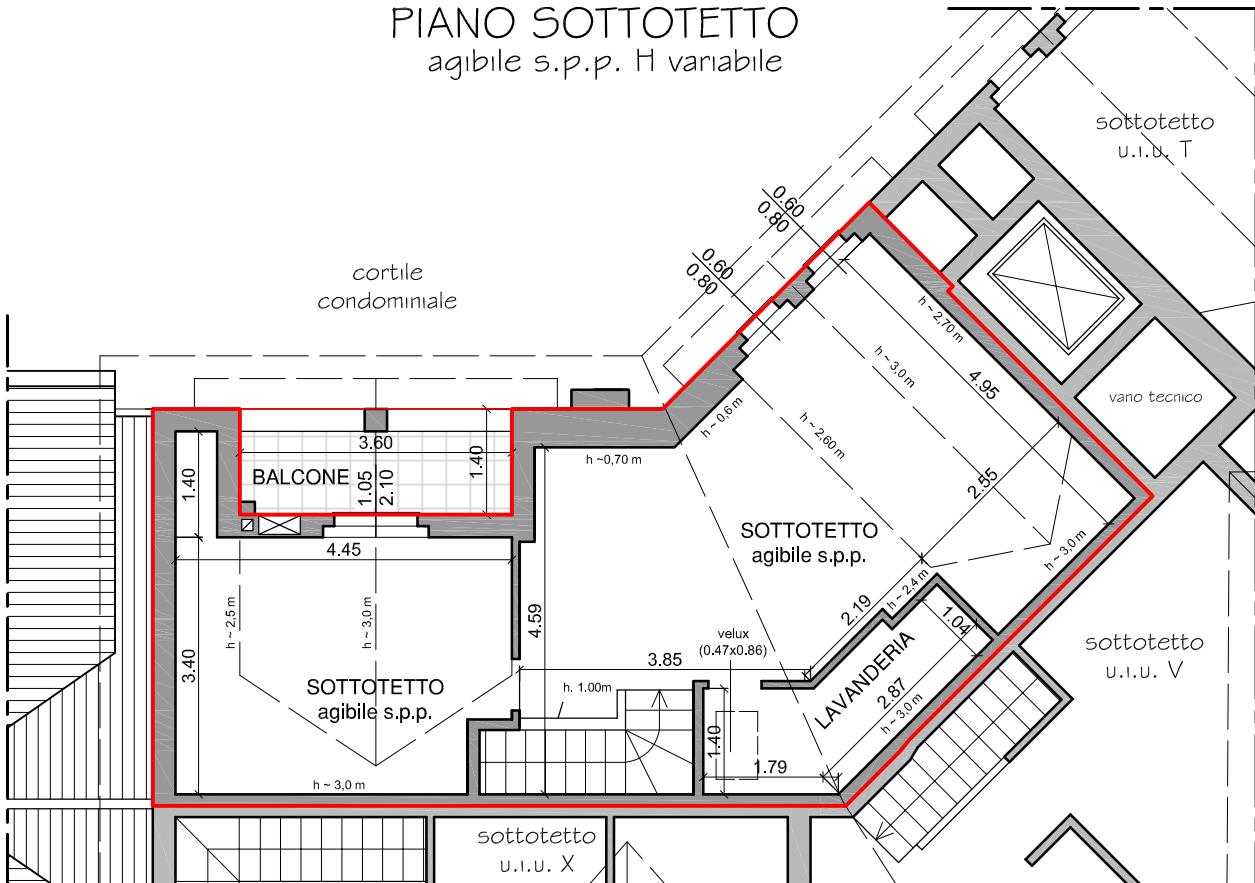 PIANO SOTTOTETTO
agibile s.p.p. H variabile
sottotetto
u.i.u. T
0.60
0.80
0.60
0.80
cortile
condominiale
h ~ 2,70 m
h ~ 3,0 m
4.95
vano tecnico
h ~ 0,6 m
h ~ 2,60 m
3.60
h ~0,70 m
BALCONE
1.05
2.10
1.40
1.40
2.55
SOTTOTETTO
agibile s.p.p.
4.45
h ~ 3,0 m
h ~ 2,5 m
h ~ 3,0 m
4.59
2.19
h ~ 2.4 m
1.04
velux
(0.47x0.86)
3.85
LAVANDERIA
sottotetto
u.i.u. V
3.40
SOTTOTETTO
agibile s.p.p.
h. 1.00m
2.87
h ~ 3,0 m
1.40
1.79
h ~ 3,0 m
sottotetto
u.i.u. X